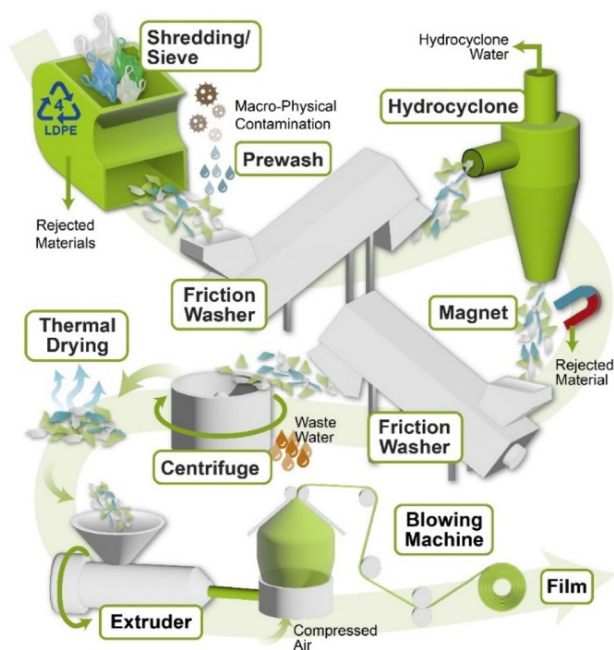 Shredding/
Sieve
4
LDPE
Macro-Physical
Contamination
Prewash
Rejected
Materials
Hydrocyclone
Water
Hydrocyclone
Friction
Washer
Magnet
Rejected
Material
Thermal
Drying
Friction
Washer
Waste
Water
Centrifuge
Blowing
Machine
Film
Extruder
Compressed
Air